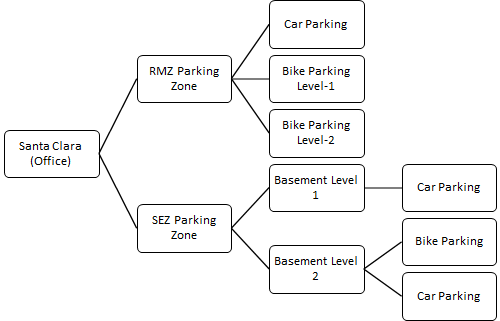 Santa Clara
(Office)
RMZ Parking
Zone
Car Parking
Bike Parking
Level-1
Bike Parking
Level-2
SEZ Parking
Zone
Basement Level
1
Car Parking
Basement Level
2
Bike Parking
Car Parking